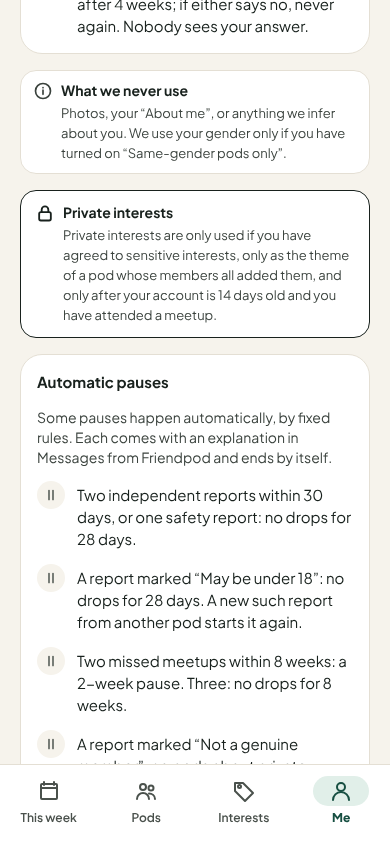 after 4 weeks; if either says no, never
again. Nobody sees your answer.
What we never use
Photos, your “About me”, or anything we infer
about you. We use your gender only if you have
turned on “Same-gender pods only”.
Private interests
Private interests are only used if you have
agreed to sensitive interests, only as the theme
of a pod whose members all added them, and
only after your account is 14 days old and you
have attended a meetup.
Automatic pauses
Some pauses happen automatically, by fixed
rules. Each comes with an explanation in
Messages from Friendpod and ends by itself.
Two independent reports within 30
days, or one safety report: no drops for
28 days.
A report marked “May be under 18”: no
drops for 28 days. A new such report
from another pod starts it again.
Two missed meetups within 8 weeks: a
2–week pause. Three: no drops for 8
weeks.
A report marked “Not a genuine
This week
Pods
Interests
Me